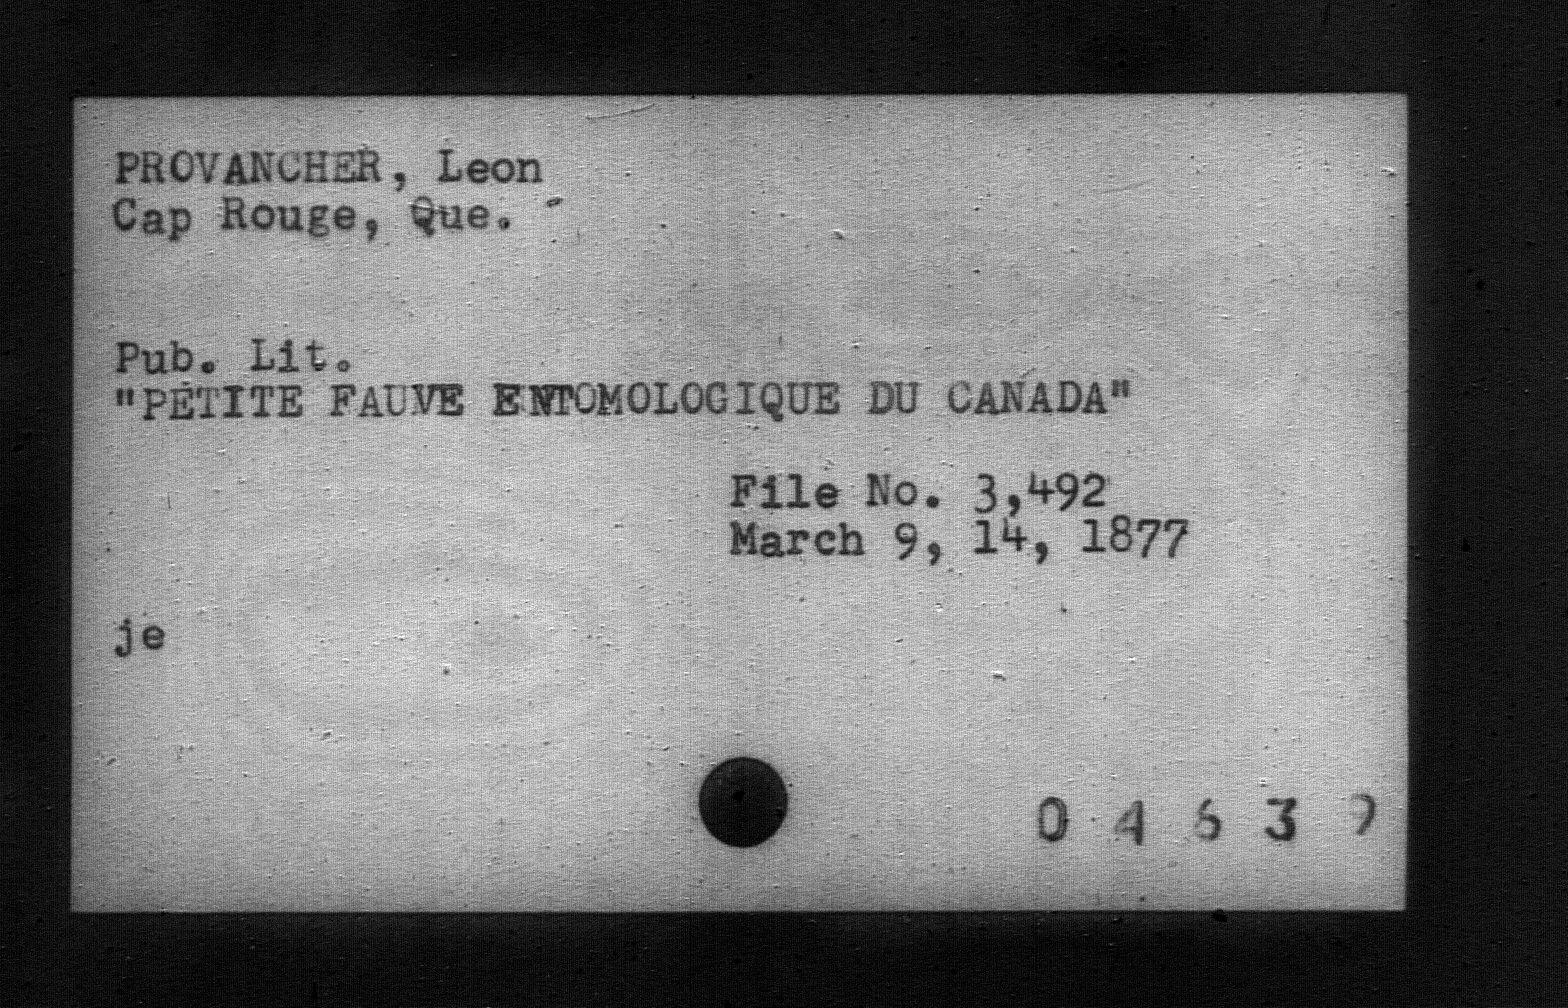 PROVANCHER, Leon
Cap Rouge, Que.
Pub. Lit.
"PETITE FAUVE ENTOMOLOGIQUE DU CANADA"
File No. 3,492
March 9, 14, 1877
je
0 4 6 3 9